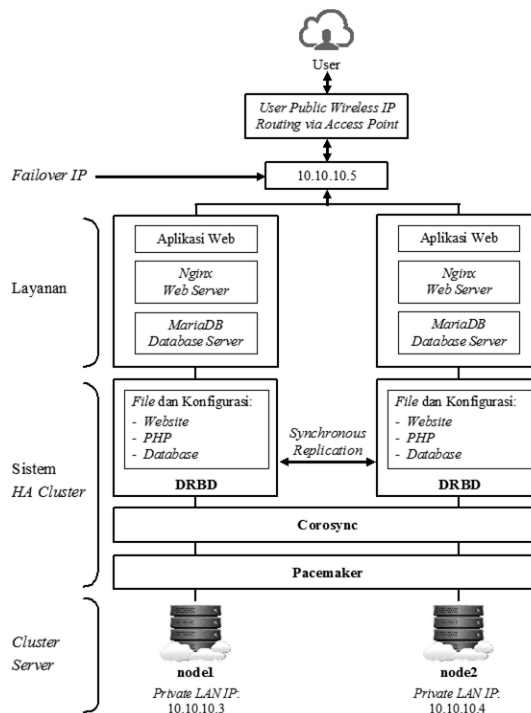 User
User Public Wireless IP
Routing via Access Point
Failover IP
10.10.10.5
Layanan
Aplikasi Web
Nginx
Web Server
MariaDB
Database Server
Aplikasi Web
Nginx
Web Server
MariaDB
Database Server
Sistem
HA Cluster
File dan Konfigurasi:
- Website
- PHP
- Database
DRBD
Synchronous
Replication
File dan Konfigurasi:
- Website
- PHP
- Database
DRBD
Corosync
Pacemaker
Cluster
Server
node1
Private LAN IP:
10.10.10.3
node2
Private LAN IP:
10.10.10.4